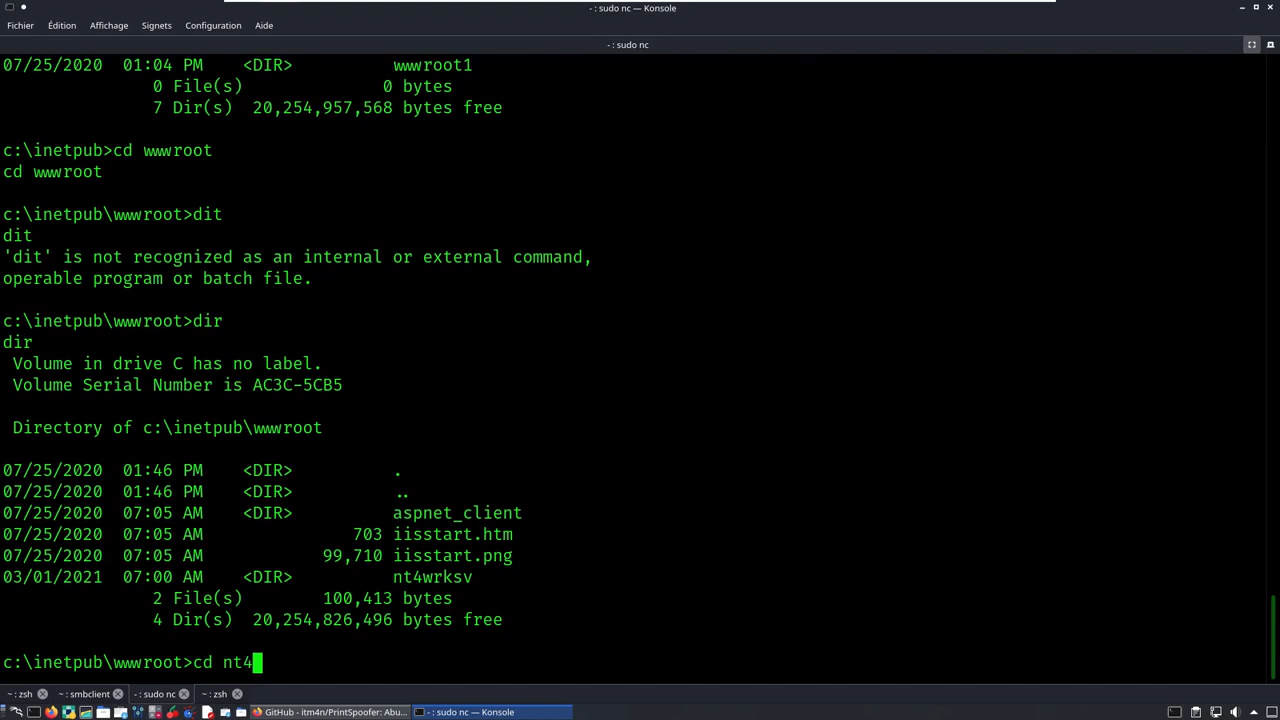 - : sudo nc — Konsole
Fichier Édition Affichage Signets Configuration Aide
- : sudo nc
07/25/2020  01:04 PM    <DIR>          wwwroot1
               0 File(s)              0 bytes
               7 Dir(s)  20,254,957,568 bytes free
c:\inetpub>cd wwwroot
cd wwwroot
c:\inetpub\wwwroot>dit
dit
'dit' is not recognized as an internal or external command,
operable program or batch file.
c:\inetpub\wwwroot>dir
dir
 Volume in drive C has no label.
 Volume Serial Number is AC3C-5CB5
 Directory of c:\inetpub\wwwroot
07/25/2020  01:46 PM    <DIR>          .
07/25/2020  01:46 PM    <DIR>          ..
07/25/2020  07:05 AM    <DIR>          aspnet_client
07/25/2020  07:05 AM               703 iisstart.htm
07/25/2020  07:05 AM            99,710 iisstart.png
03/01/2021  07:00 AM    <DIR>          nt4wrksv
               2 File(s)        100,413 bytes
               4 Dir(s)  20,254,826,496 bytes free
c:\inetpub\wwwroot>cd nt4
~ : zsh ~ : smbclient - : sudo nc ~ : zsh
GitHub - itm4n/PrintSpoofer: Abu... - : sudo nc — Konsole